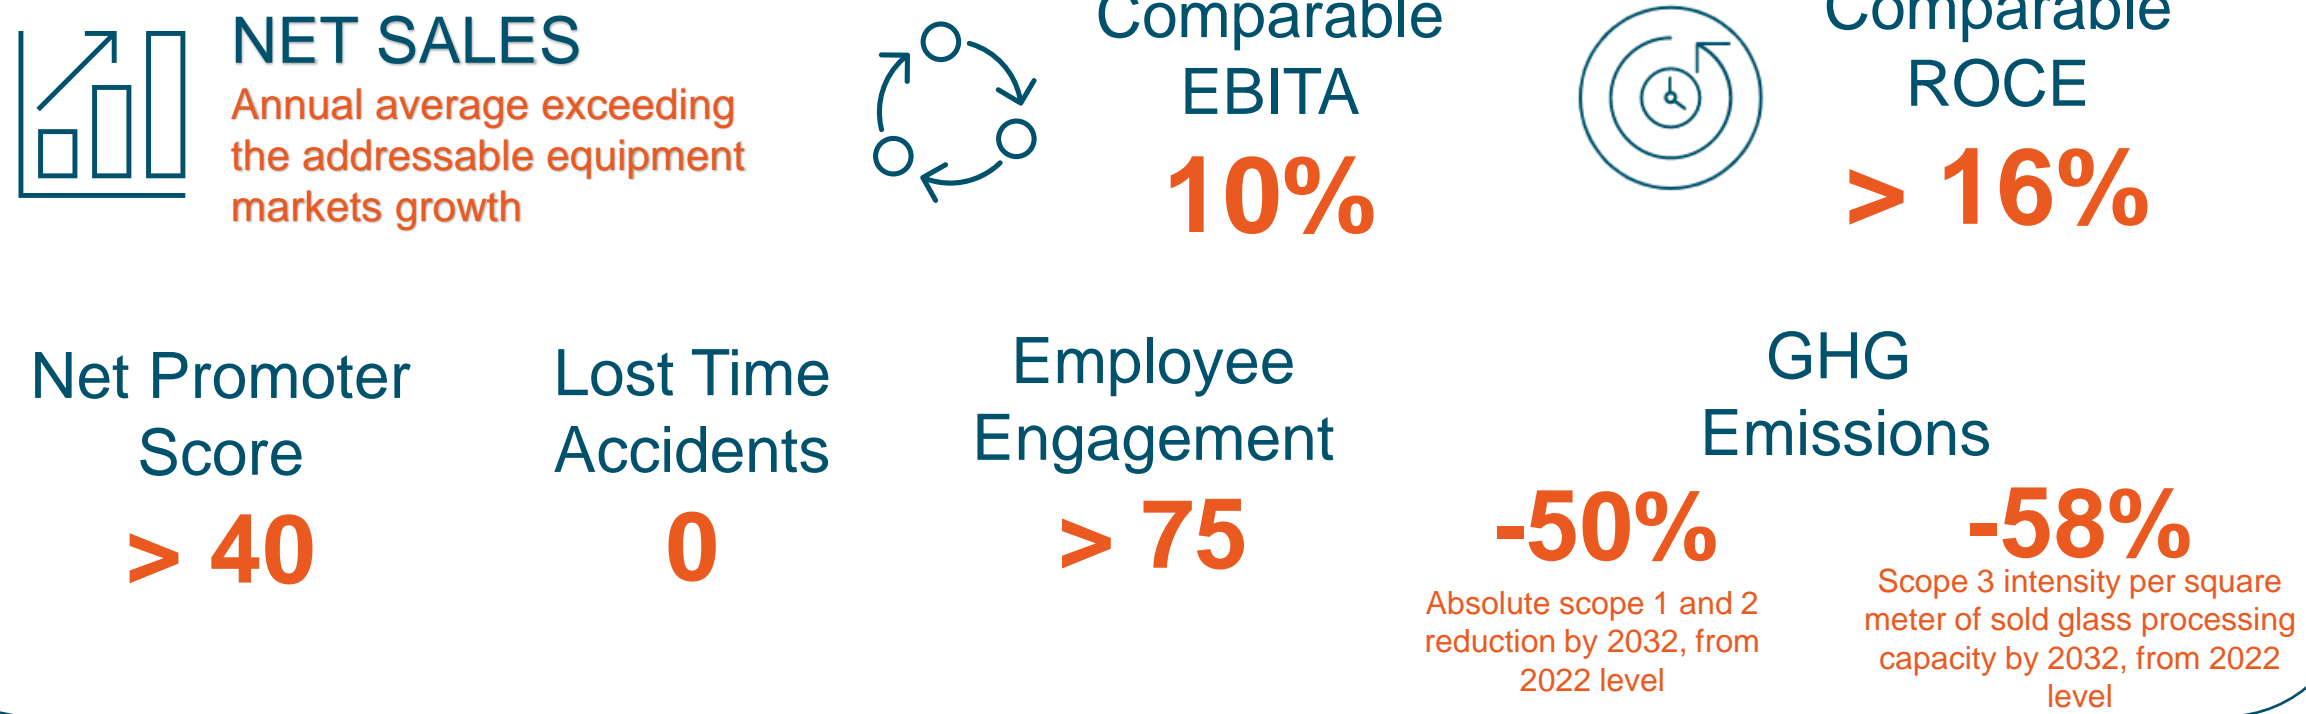 NET SALES
Annual average exceeding
the addressable equipment
markets growth
Comparable
EBITA
10%
Comparable
ROCE
> 16%
Net Promoter
Score
> 40
Lost Time
Accidents
0
Employee
Engagement
> 75
GHG
Emissions
-50%
Absolute scope 1 and 2
reduction by 2032, from
2022 level
-58%
Scope 3 intensity per square
meter of sold glass processing
capacity by 2032, from 2022
level